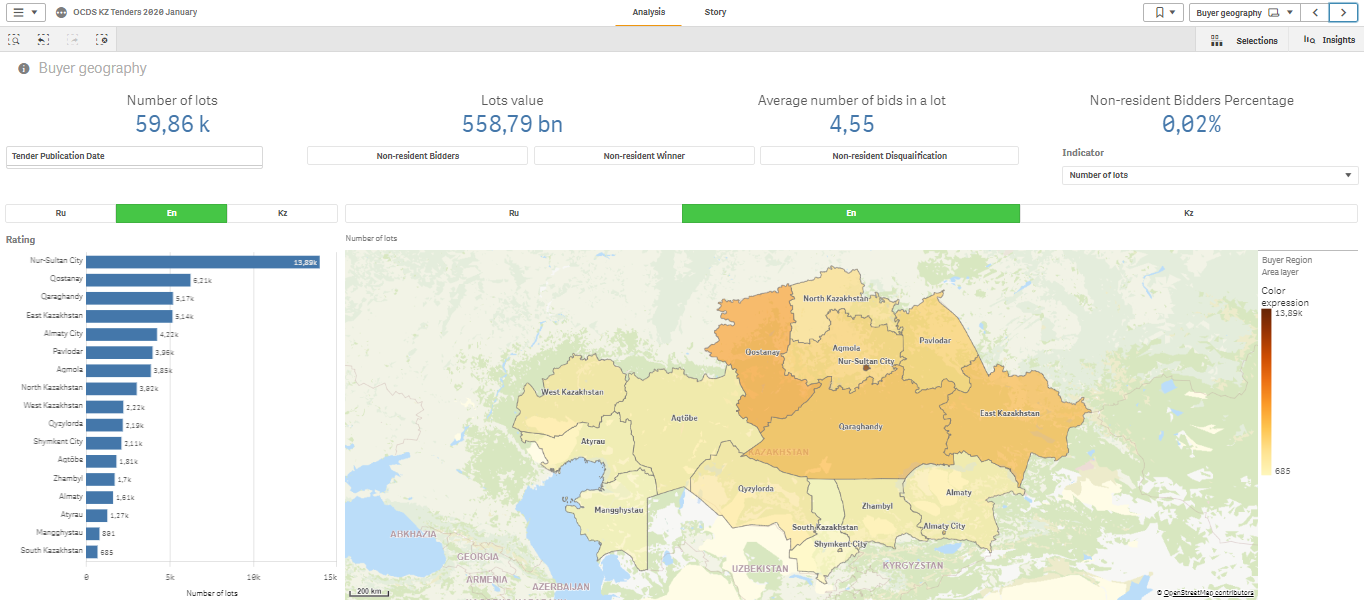 OCDS KZ Tenders 2020 January
Analysis
Story
Buyer geography
Selections
Insights
Buyer geography
Number of lots
59,86 k
Lots value
558,79 bn
Average number of bids in a lot
4,55
Non-resident Bidders Percentage
0,02%
Tender Publication Date
Non-resident Bidders
Non-resident Winner
Non-resident Disqualification
Indicator
Number of lots
Ru
En
Kz
Ru
En
Kz
Rating
Nur-Sultan City 13,89k
Qostanay 6,21k
Qaraghandy 5,17k
East Kazakhstan 5,14k
Almaty City 4,22k
Pavlodar 3,96k
Aqmola 3,85k
North Kazakhstan 3,02k
West Kazakhstan 2,22k
Qyzylorda 2,19k
Shymkent City 2,11k
Aqtöbe 1,81k
Zhambyl 1,7k
Almaty 1,61k
Atyrau 1,27k
Mangghystau 801
South Kazakhstan 685
0
5k
10k
15k
Number of lots
Number of lots
North Kazakhstan
Pavlodar
Aqmola
Qostanay
Nur-Sultan City
West Kazakhstan
East Kazakhstan
Aqtöbe
Qaraghandy
Atyrau
KAZAKHSTAN
Qyzylorda
Almaty
Mangghystau
Zhambyl
South Kazakhstan
Almaty City
ABKHAZIA
Shymkent City
GEORGIA
UZBEKISTAN
KYRGYZSTAN
ARMENIA
AZERBAIJAN
200 km
© OpenStreetMap contributors
Buyer Region
Area layer
Color
expression
13,89k
685